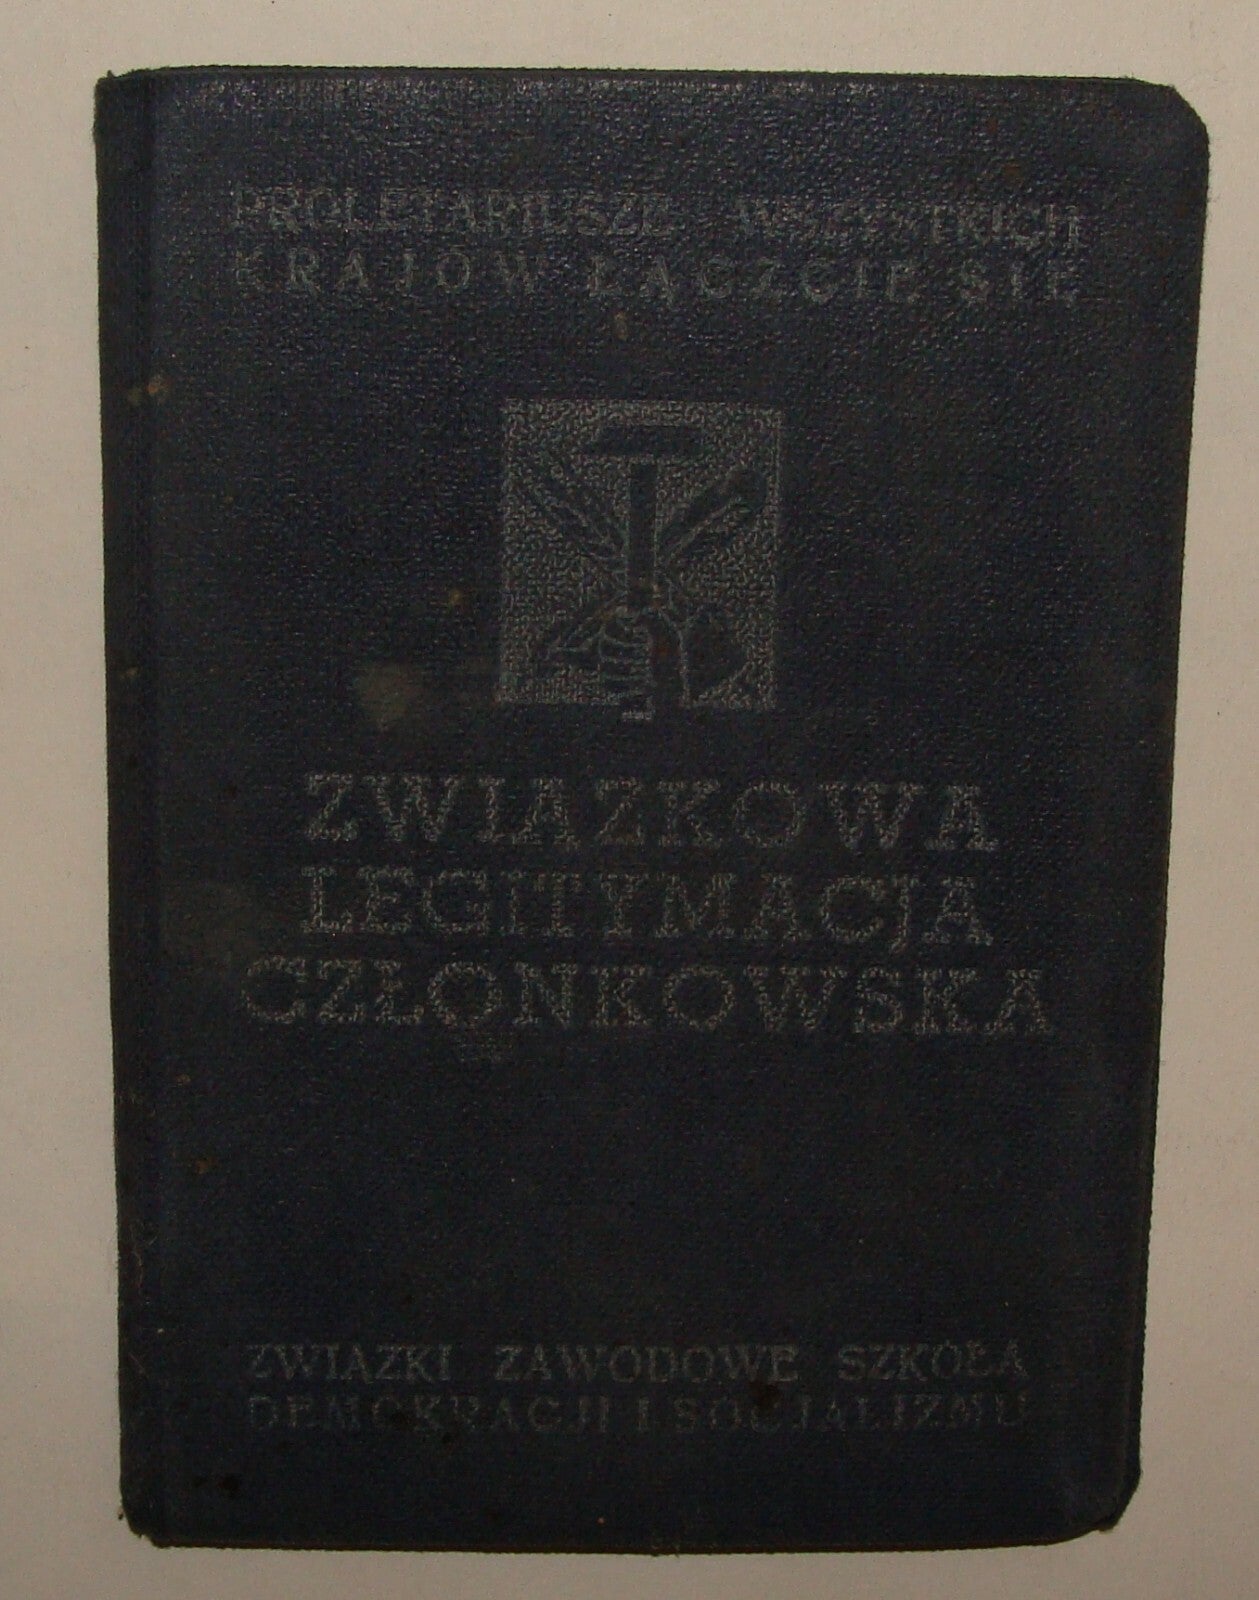 PROLETARIUSZE WSZYSTKICH
KRAJÓW ŁĄCZCIE SIĘ
ZWIĄZKOWA
LEGITYMACJA
CZŁONKOWSKA
ZWIĄZKI ZAWODOWE SZKOŁĄ
DEMOKRACJI I SOCJALIZMU